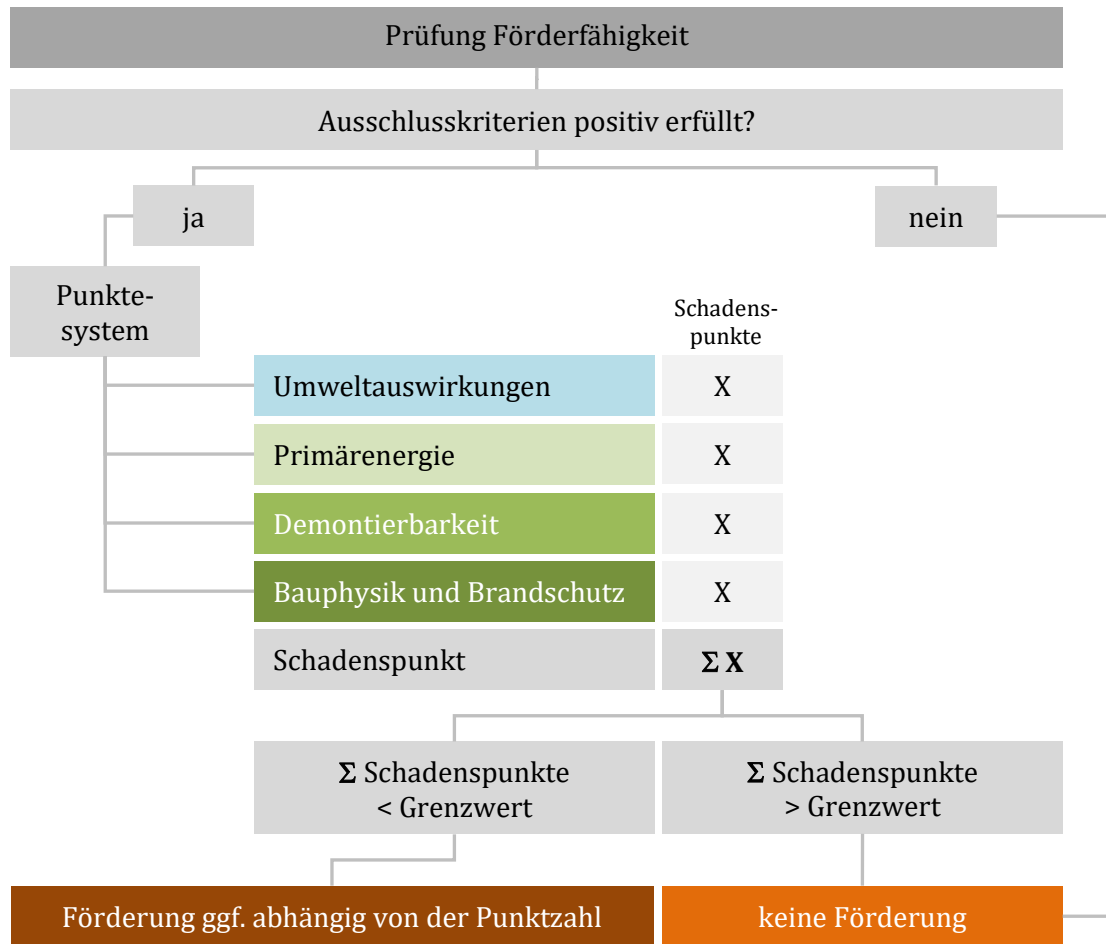 Prüfung Förderfähigkeit
Ausschlusskriterien positiv erfüllt?
ja
nein
Punkte-
system
Schadens-
punkte
Umweltauswirkungen
X
Primärenergie
X
Demontierbarkeit
X
Bauphysik und Brandschutz
X
Schadenspunkt
Σ X
Σ Schadenspunkte
< Grenzwert
Σ Schadenspunkte
> Grenzwert
Förderung ggf. abhängig von der Punktzahl
keine Förderung